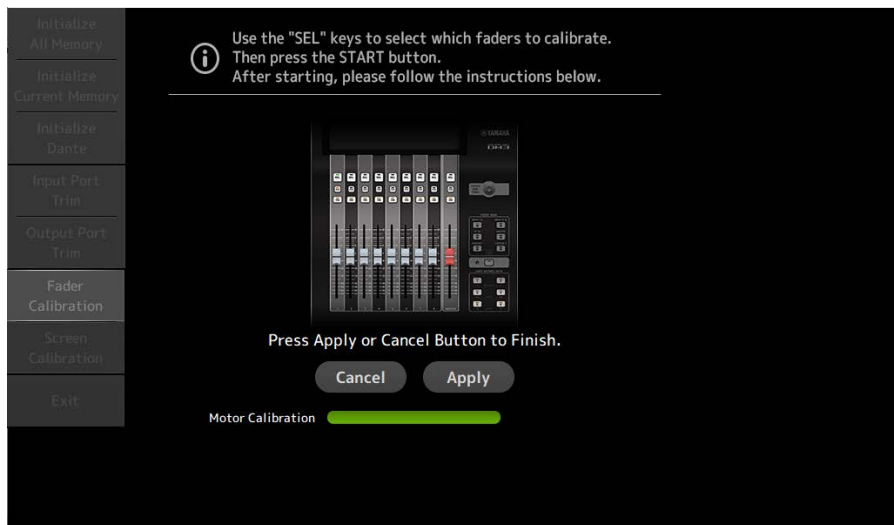 Initialize
All Memory
Initialize
Current Memory
Initialize
Dante
Input Port
Trim
Output Port
Trim
Fader
Calibration
Screen
Calibration
Exit
Use the "SEL" keys to select which faders to calibrate.
Then press the START button.
After starting, please follow the instructions below.
YAMAHA
DM3
Press Apply or Cancel Button to Finish.
Cancel
Apply
Motor Calibration